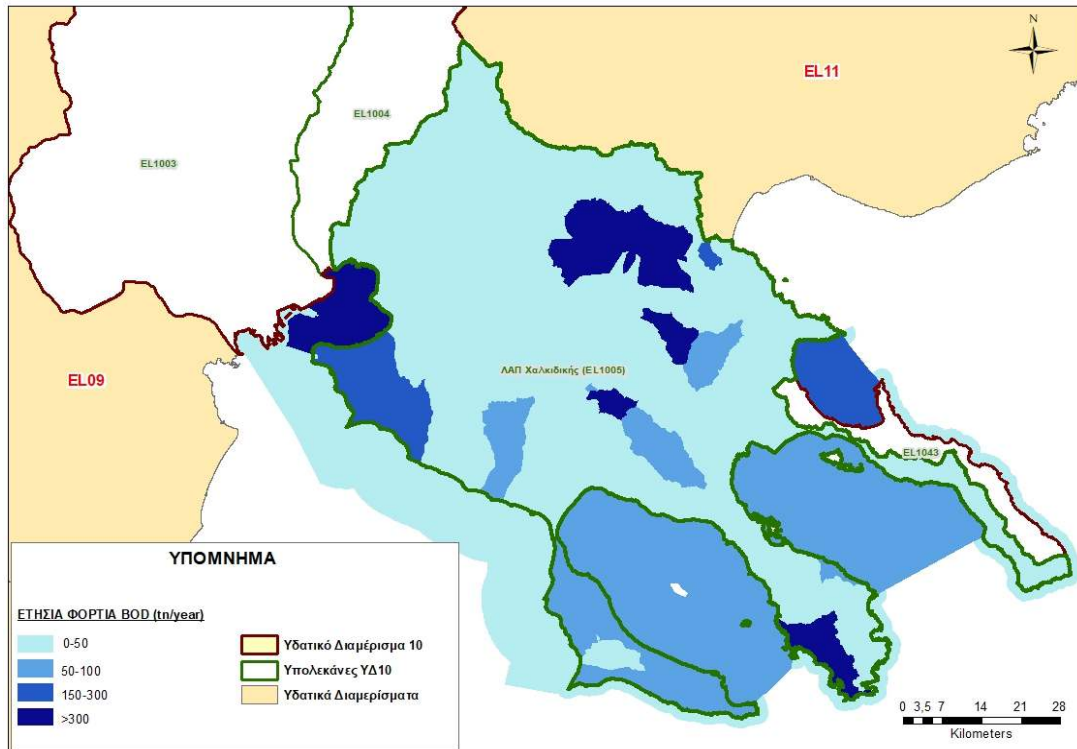 N
EL11
EL1004
EL1003
EL09
ΛΑΠ Χαλκιδικής (EL1005)
EL1043
ΥΠΟΜΝΗΜΑ
ΕΤΗΣΙΑ ΦΟΡΤΙΑ BOD (tn/year)
0-50
50-100
150-300
>300
Υδατικό Διαμέρισμα 10
Υπολεκάνες ΥΔ10
Υδατικά Διαμερίσματα
0 3,5 7 14 21 28
Kilometers